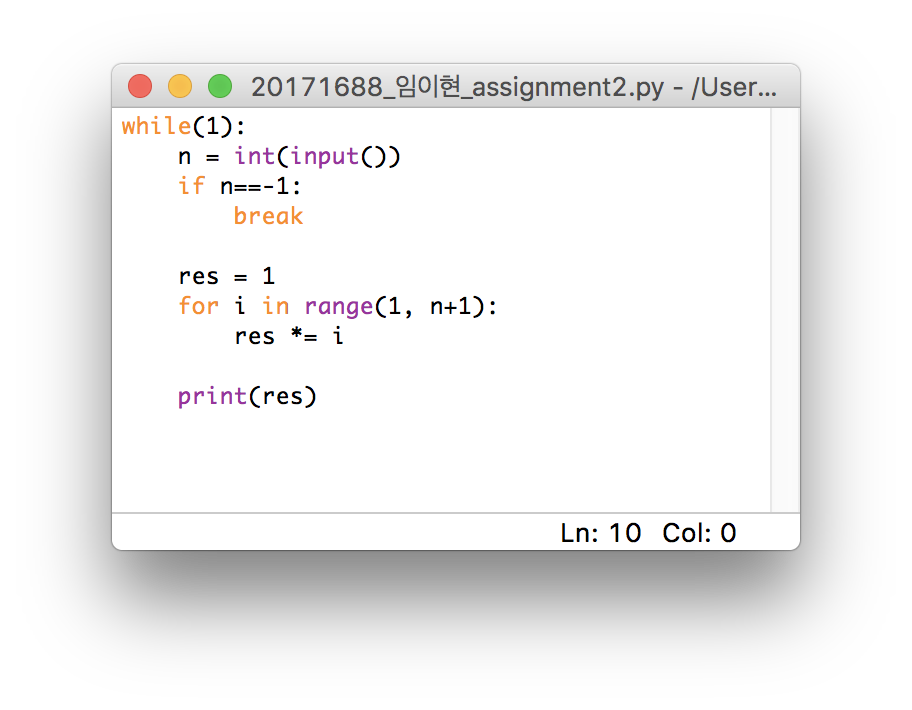 20171688_임이현_assignment2.py - /User...
while(1):
    n = int(input())
    if n==-1:
        break
    res = 1
    for i in range(1, n+1):
        res *= i
    print(res)
Ln: 10 Col: 0